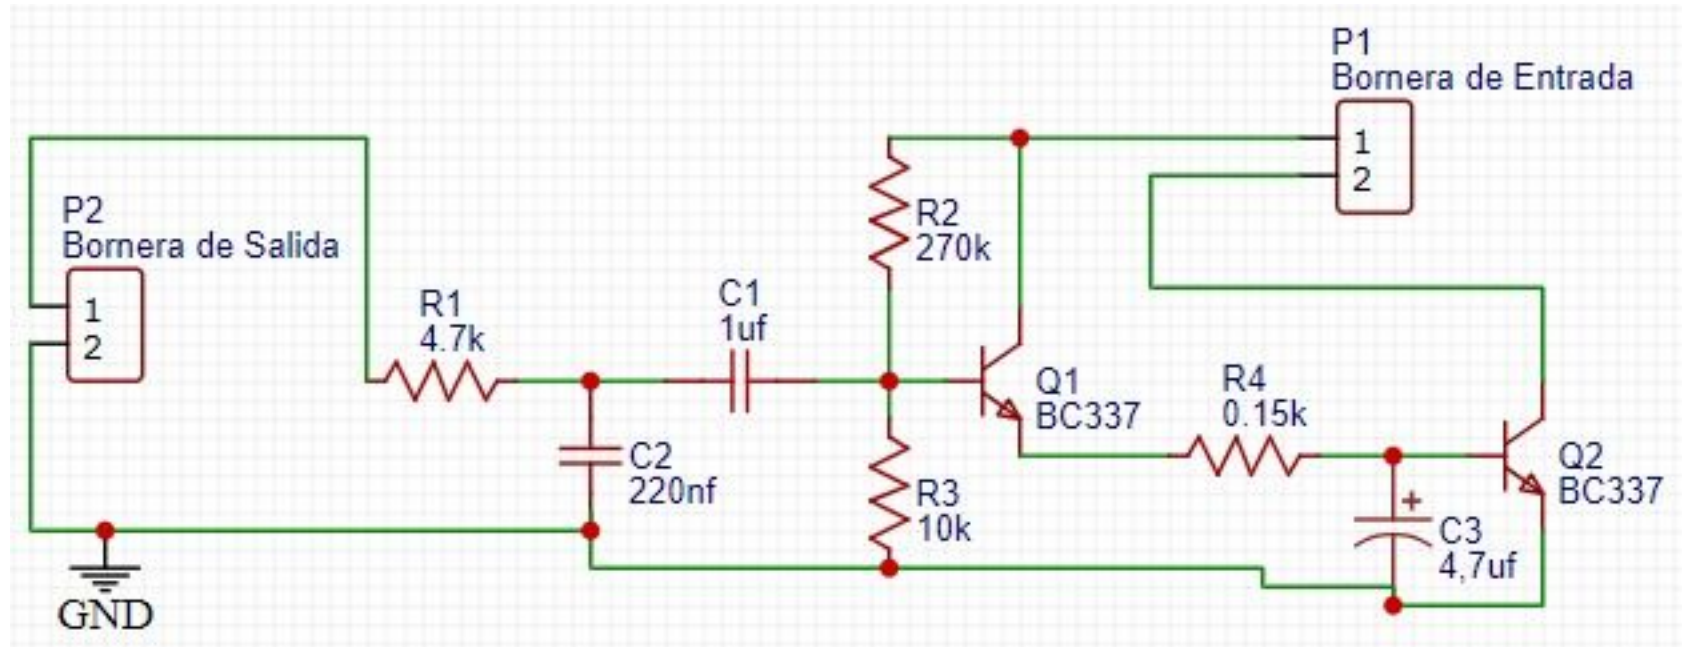 P1
Bornera de Entrada
1
2
P2
Bornera de Salida
1
2
R2
270k
C1
1uf
R1
4.7k
Q1
BC337
R4
0.15k
C2
220nf
R3
10k
Q2
BC337
+
C3
4,7uf
GND